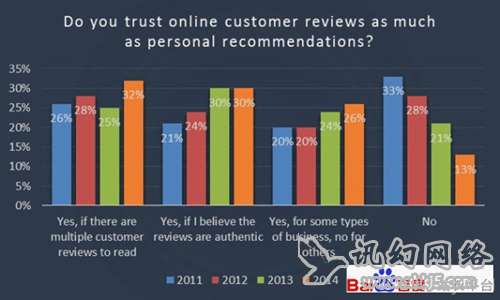 Do you trust online customer reviews as much
as personal recommendations?
35%
30%
25%
20%
15%
10%
5%
0%
26%
28%
25%
32%
21%
24%
30%
30%
20%
20%
24%
26%
33%
28%
21%
13%
Yes, if there are
multiple customer
reviews to read
Yes, if I believe the
reviews are authentic
Yes, for some types
of business, no for
others
No
2011
2012
2013
2014
讯幻网络